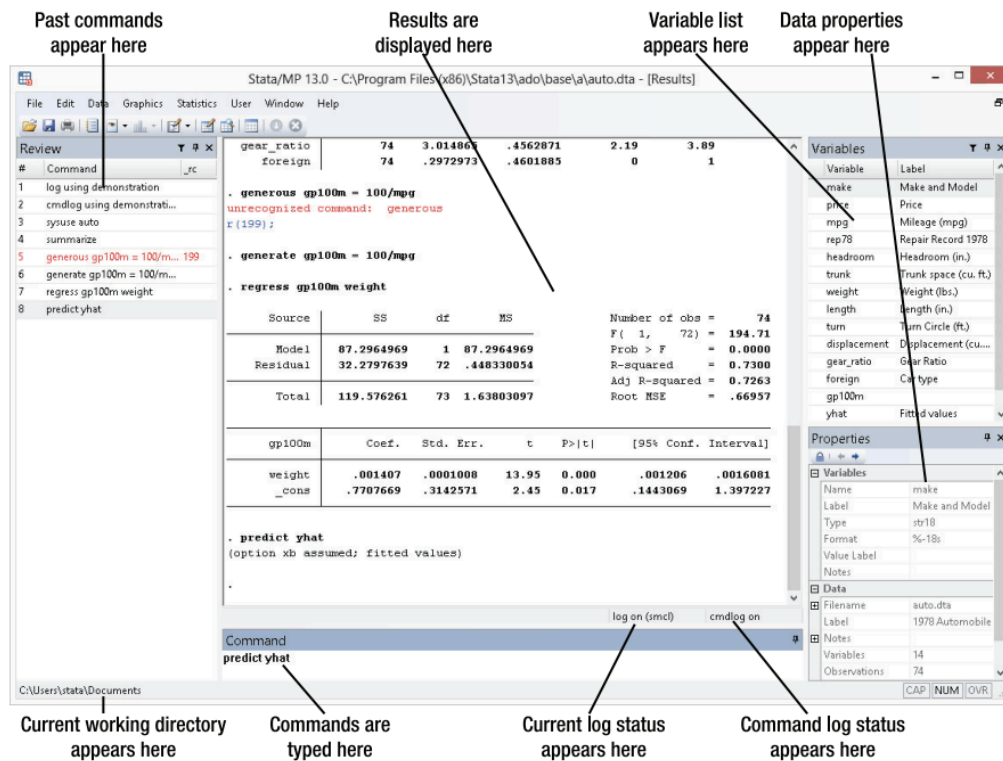 Past commands
appear here
Results are
displayed here
Variable list
appears here
Data properties
appear here
Stata/MP 13.0 - C:\Program Files (x86)\Stata13\ado\base\a\auto.dta - [Results]
File Edit Data Graphics Statistics User Window Help
Review
# Command _rc
1 log using demonstration
2 cmdlog using demonstrati...
3 sysuse auto
4 summarize
5 generous gp100m = 100/m... 199
6 generate gp100m = 100/m...
7 regress gp100m weight
8 predict yhat
gear_ratio 74 3.014865 .4562871 2.19 3.89
foreign 74 .2972973 .4601885 0 1
. generous gp100m = 100/mpg
unrecognized command: generous
r(199);
. generate gp100m = 100/mpg
. regress gp100m weight
Source SS df MS Number of obs = 74
F( 1, 72) = 194.71
Model 87.2964969 1 87.2964969 Prob > F = 0.0000
Residual 32.2797639 72 .448330054 R-squared = 0.7300
Adj R-squared = 0.7263
Total 119.576261 73 1.63803097 Root MSE = .66957
gp100m Coef. Std. Err. t P>|t| [95% Conf. Interval]
weight .001407 .0001008 13.95 0.000 .001206 .0016081
_cons .7707669 .3142571 2.45 0.017 .1443069 1.397227
. predict yhat
(option xb assumed; fitted values)
.
log on (smcl) cmdlog on
Command
predict yhat
Variables
Variable Label
make Make and Model
price Price
mpg Mileage (mpg)
rep78 Repair Record 1978
headroom Headroom (in.)
trunk Trunk space (cu. ft.)
weight Weight (lbs.)
length Length (in.)
turn Turn Circle (ft.)
displacement Displacement (cu....
gear_ratio Gear Ratio
foreign Car type
gp100m
yhat Fitted values
Properties
Variables
Name make
Label Make and Model
Type str18
Format %-18s
Value Label
Notes
Data
Filename auto.dta
Label 1978 Automobile
Notes
Variables 14
Observations 74
C:\Users\stata\Documents
CAP NUM OVR
Current working directory
appears here
Commands are
typed here
Current log status
appears here
Command log status
appears here